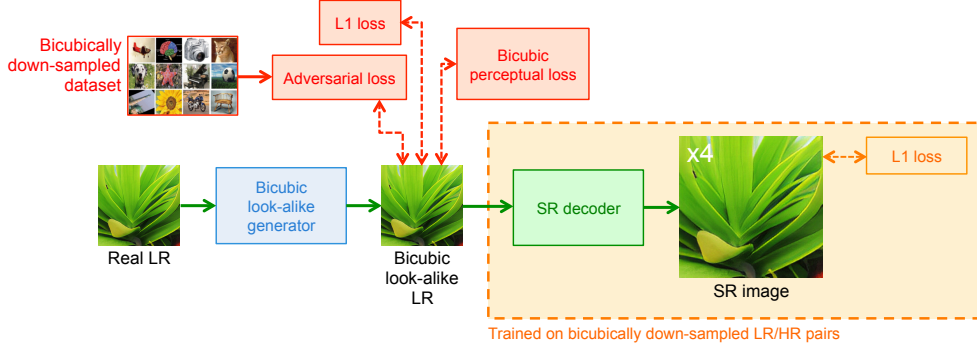 L1 loss
Bicubically
down-sampled
dataset
Adversarial loss
Bicubic
perceptual loss
x4
L1 loss
Bicubic
look-alike
generator
SR decoder
Real LR
Bicubic
look-alike
LR
SR image
Trained on bicubically down-sampled LR/HR pairs